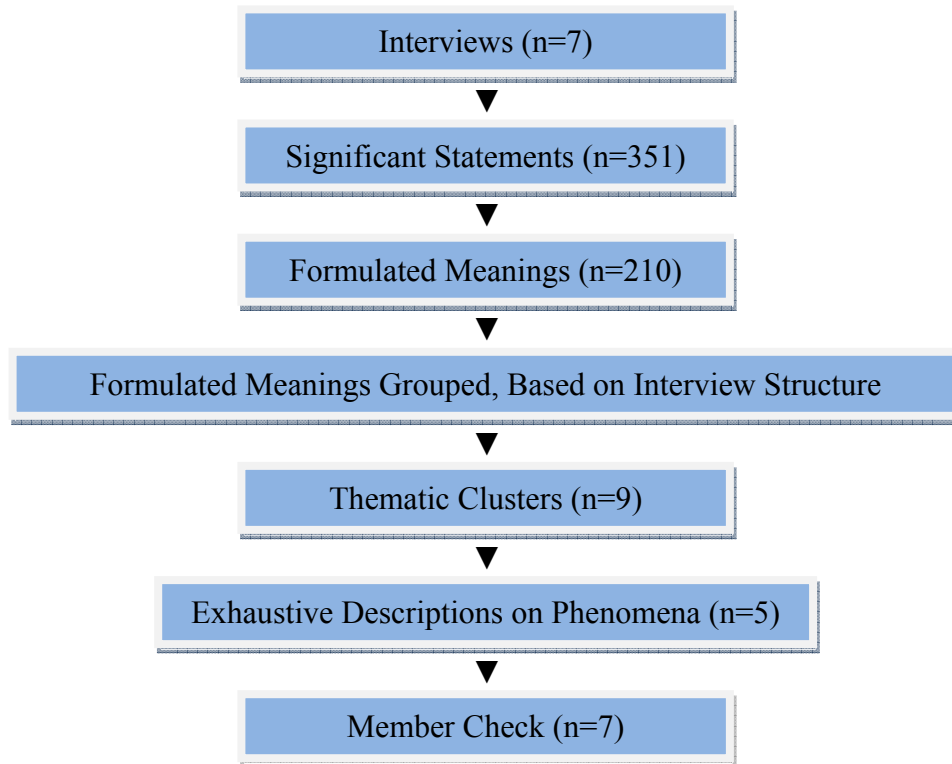 Interviews (n=7)
Significant Statements (n=351)
Formulated Meanings (n=210)
Formulated Meanings Grouped, Based on Interview Structure
Thematic Clusters (n=9)
Exhaustive Descriptions on Phenomena (n=5)
Member Check (n=7)